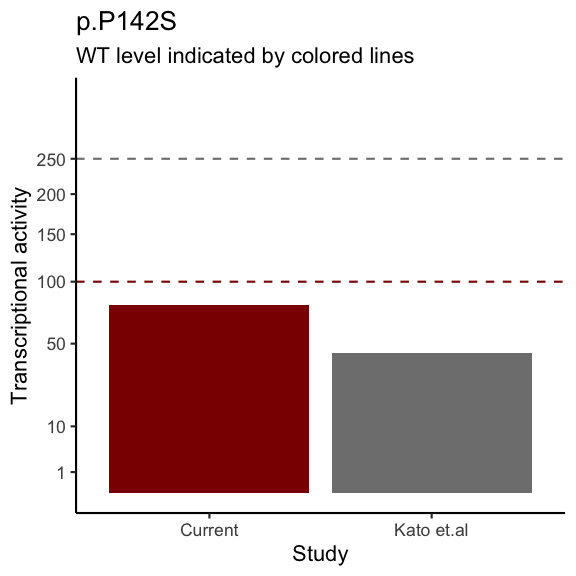 p.P142S
WT level indicated by colored lines
Transcriptional activity
250
200
150
100
50
10
1
Current
Kato et.al
Study